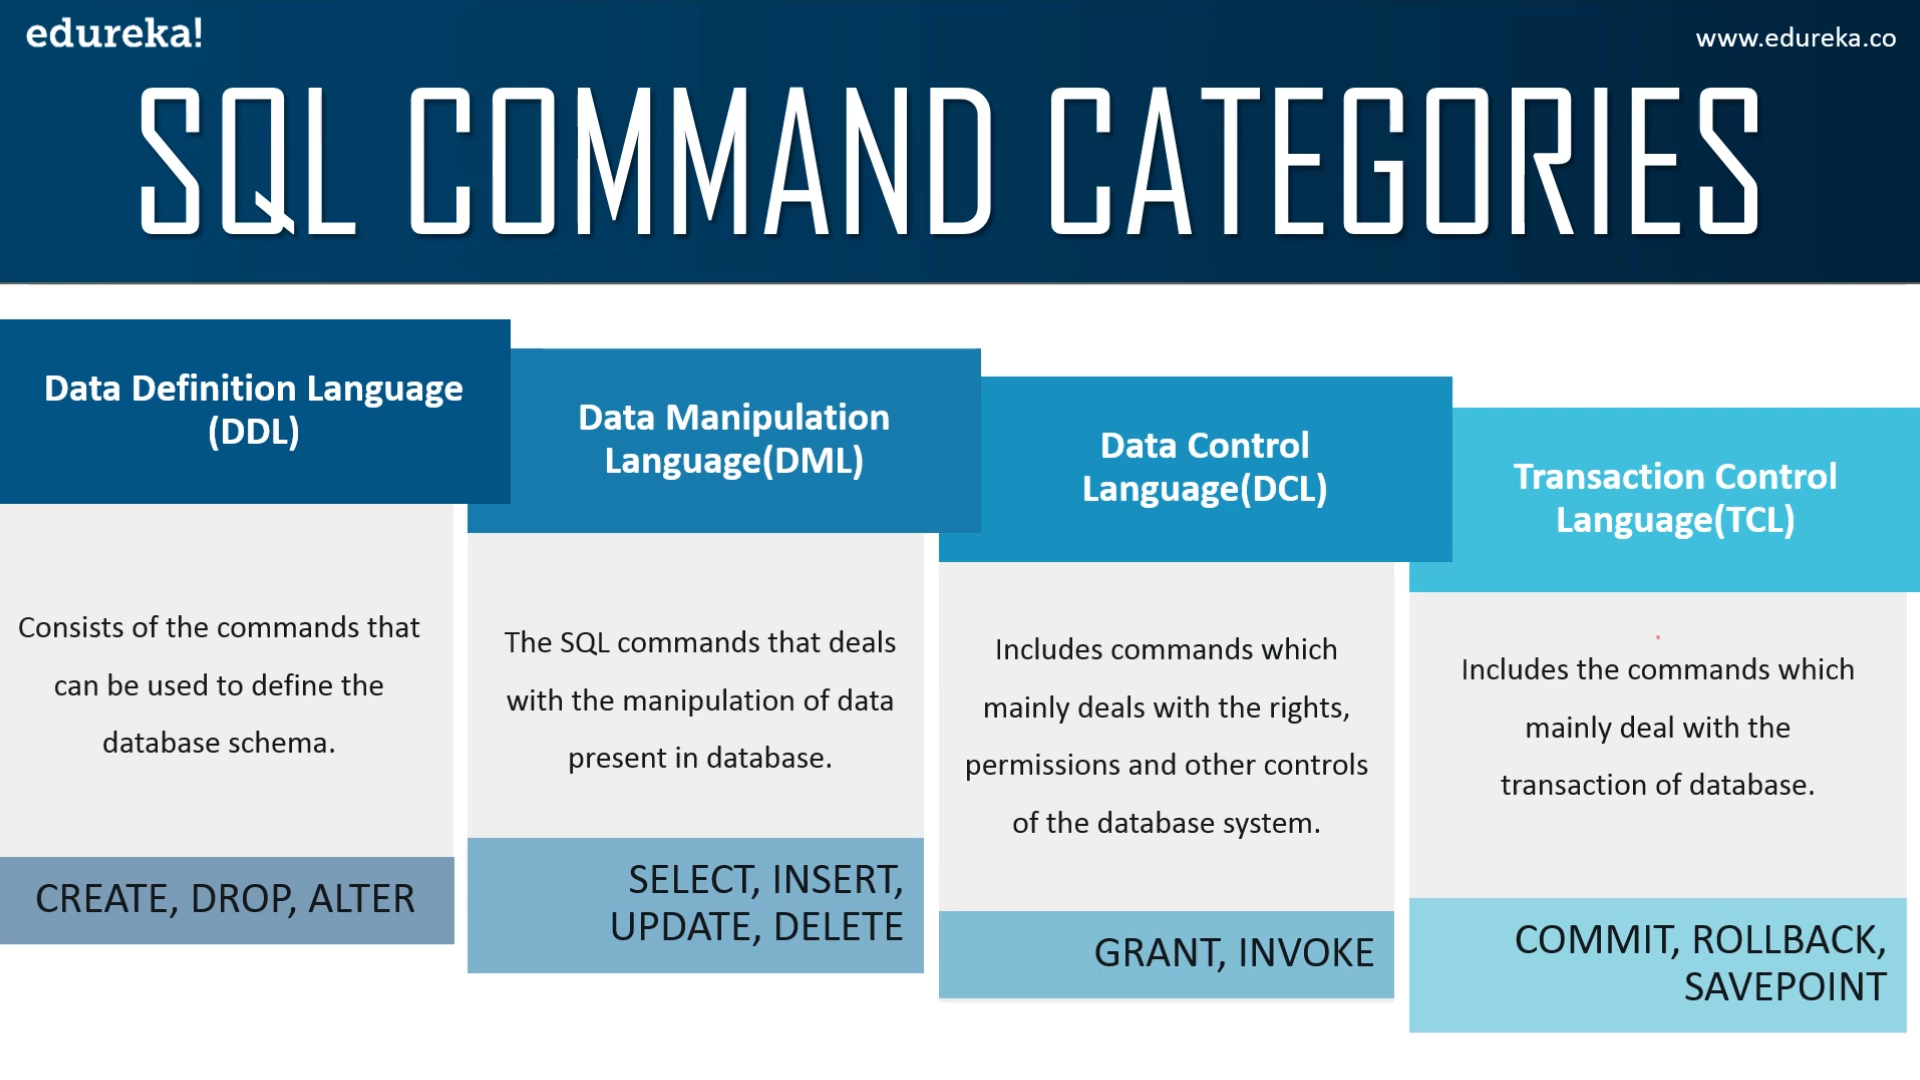 edureka!
www.edureka.co
SQL COMMAND CATEGORIES
Data Definition Language
(DDL)
Consists of the commands that
can be used to define the
database schema.
CREATE, DROP, ALTER
Data Manipulation
Language(DML)
The SQL commands that deals
with the manipulation of data
present in database.
SELECT, INSERT,
UPDATE, DELETE
Data Control
Language(DCL)
Includes commands which
mainly deals with the rights,
permissions and other controls
of the database system.
GRANT, INVOKE
Transaction Control
Language(TCL)
Includes the commands which
mainly deal with the
transaction of database.
COMMIT, ROLLBACK,
SAVEPOINT